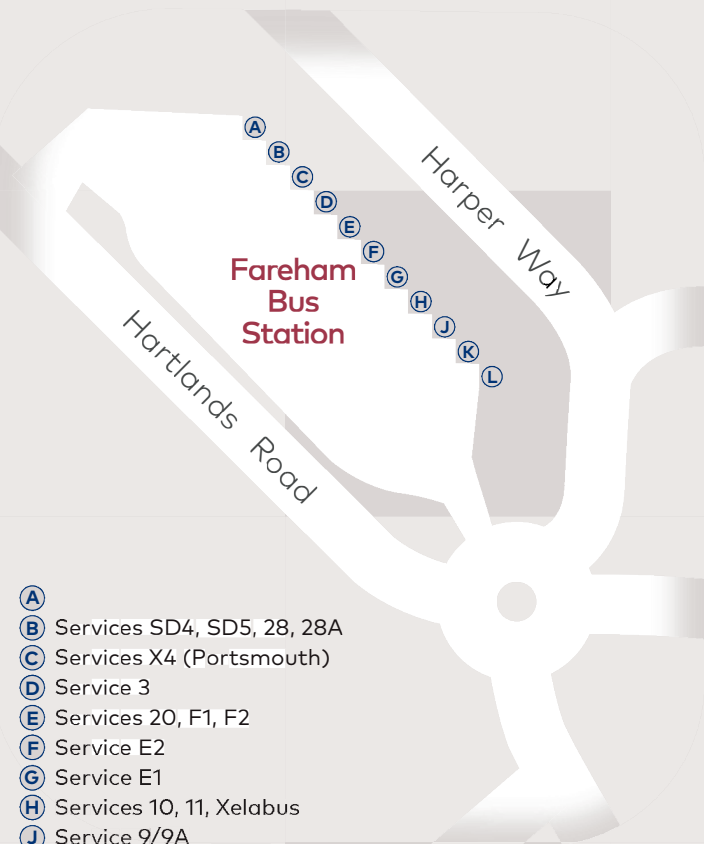 A
B
C
D
E
F
G
H
J
K
L
Harper Way
Fareham
Bus
Station
Hartlands Road
A
B Services SD4, SD5, 28, 28A
C Services X4 (Portsmouth)
D Service 3
E Services 20, F1, F2
F Service E2
G Service E1
H Services 10, 11, Xelabus
J Service 9/9A